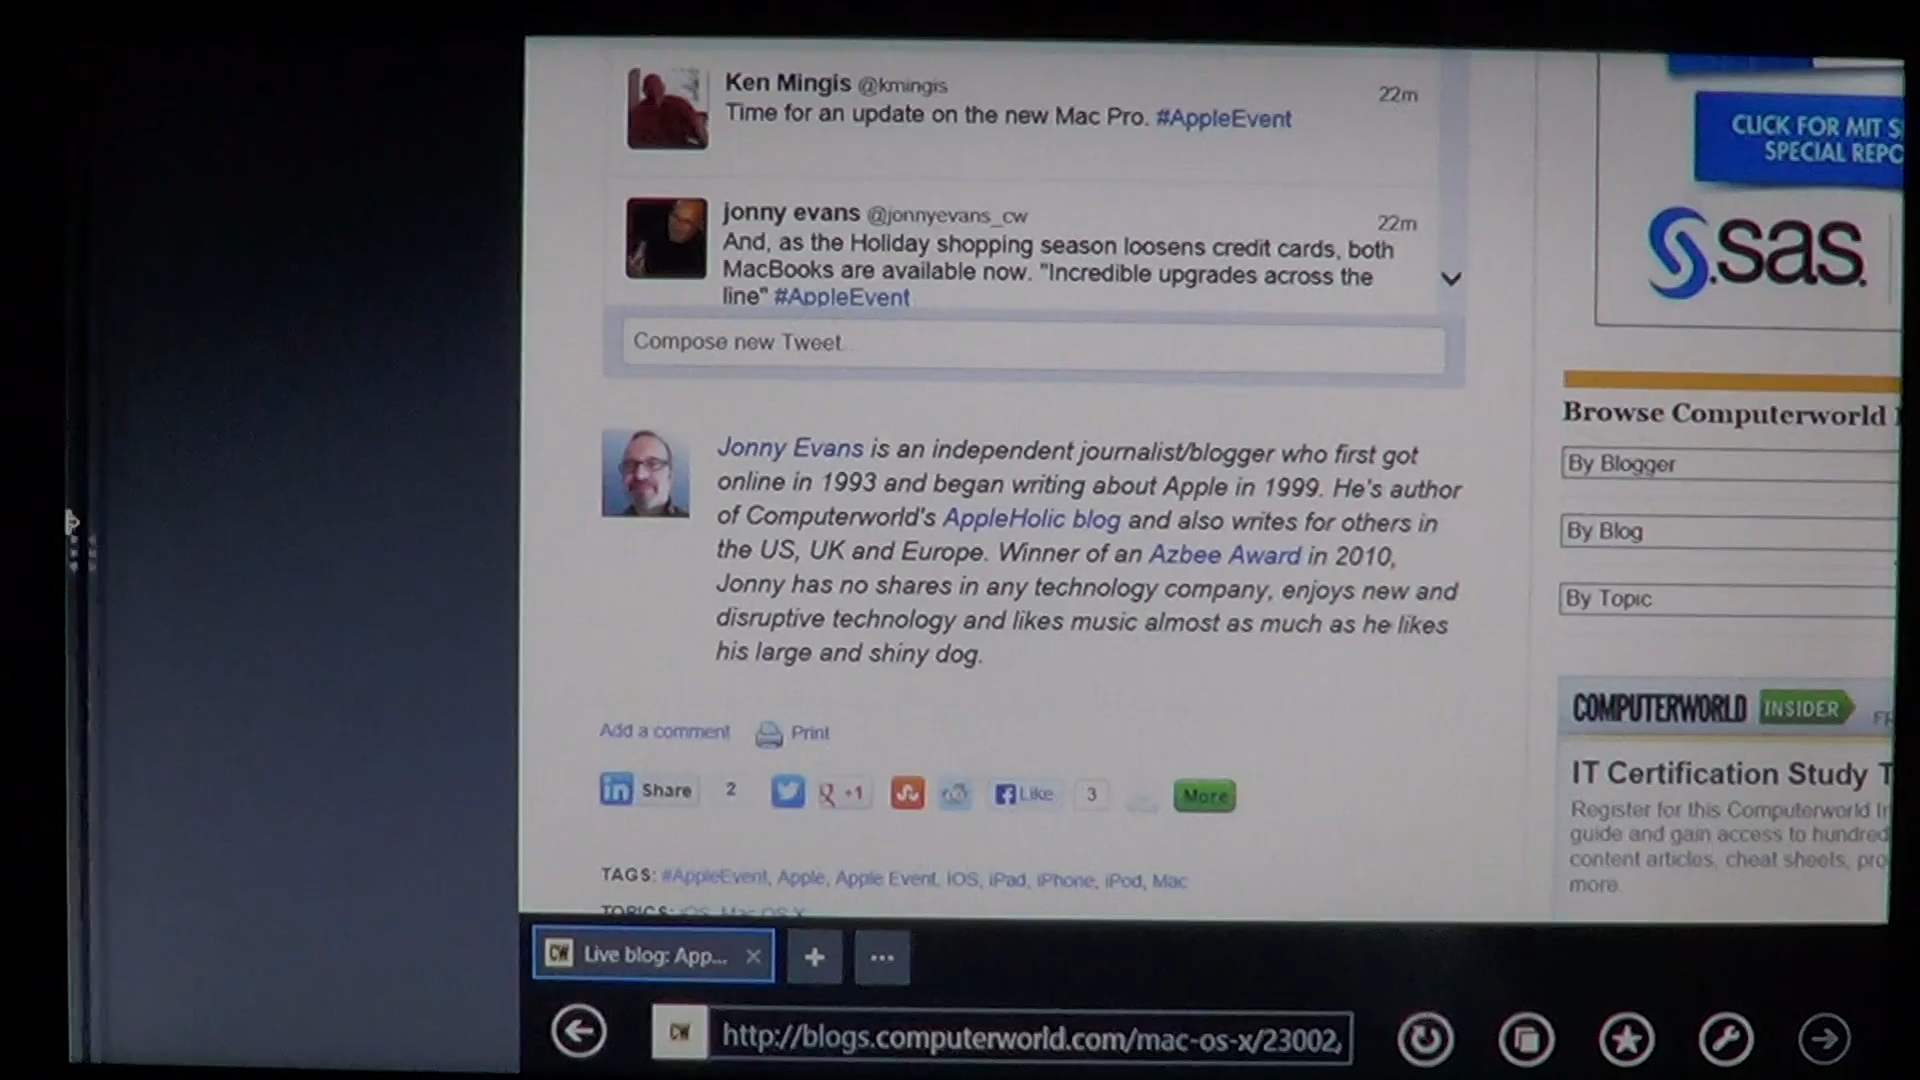 Ken Mingis @kmingis
22m
Time for an update on the new Mac Pro. #AppleEvent
jonny evans @jonnyevans_cw
22m
And, as the Holiday shopping season loosens credit cards, both
MacBooks are available now. "Incredible upgrades across the
line" #AppleEvent
Compose new Tweet
Jonny Evans is an independent journalist/blogger who first got
online in 1993 and began writing about Apple in 1999. He's author
of Computerworld's AppleHolic blog and also writes for others in
the US, UK and Europe. Winner of an Azbee Award in 2010,
Jonny has no shares in any technology company, enjoys new and
disruptive technology and likes music almost as much as he likes
his large and shiny dog.
Add a comment Print
in Share 2 +1 Like 3 More
TAGS: #AppleEvent, Apple, Apple Event, iOS, iPad, iPhone, iPod, Mac
TOPICS: iOS, Mac OS X
CLICK FOR MIT S
SPECIAL REPO
sas
Browse Computerworld
By Blogger
By Blog
By Topic
COMPUTERWORLD INSIDER FR
IT Certification Study T
Register for this Computerworld In
guide and gain access to hundred
content articles, cheat sheets, pro
more.
CW Live blog: App...
CW http://blogs.computerworld.com/mac-os-x/23002,